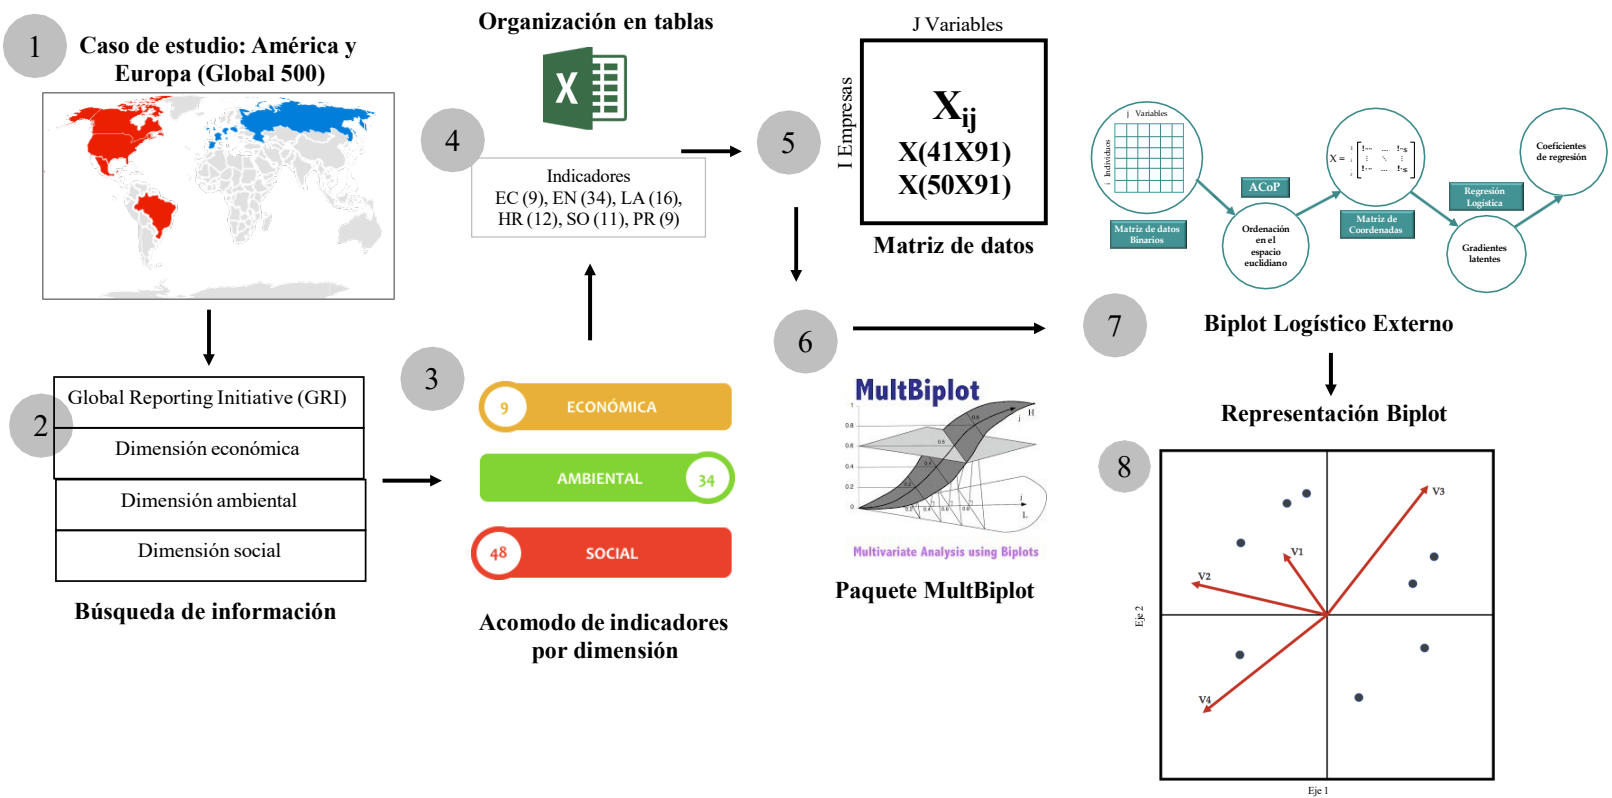 1
Caso de estudio: América y
Europa (Global 500)
2
Global Reporting Initiative (GRI)
Dimensión económica
Dimensión ambiental
Dimensión social
Búsqueda de información
3
9
ECONÓMICA
AMBIENTAL
34
48
SOCIAL
Acomodo de indicadores
por dimensión
Organización en tablas
X
4
Indicadores
EC (9), EN (34), LA (16),
HR (12), SO (11), PR (9)
5
J Variables
I Empresas
Xij
X(41X91)
X(50X91)
Matriz de datos
6
MultBiplot
Multivariate Analysis using Biplots
Paquete MultBiplot
7
j Variables
i Individuos
Matriz de datos
Binarios
ACoP
Ordenación
en el
espacio
euclidiano
X =
Matriz de
Coordenadas
Regresión
Logística
Gradientes
latentes
Coeficientes
de regresión
Biplot Logístico Externo
Representación Biplot
8
V3
V1
V2
V4
Eje 2
Eje 1